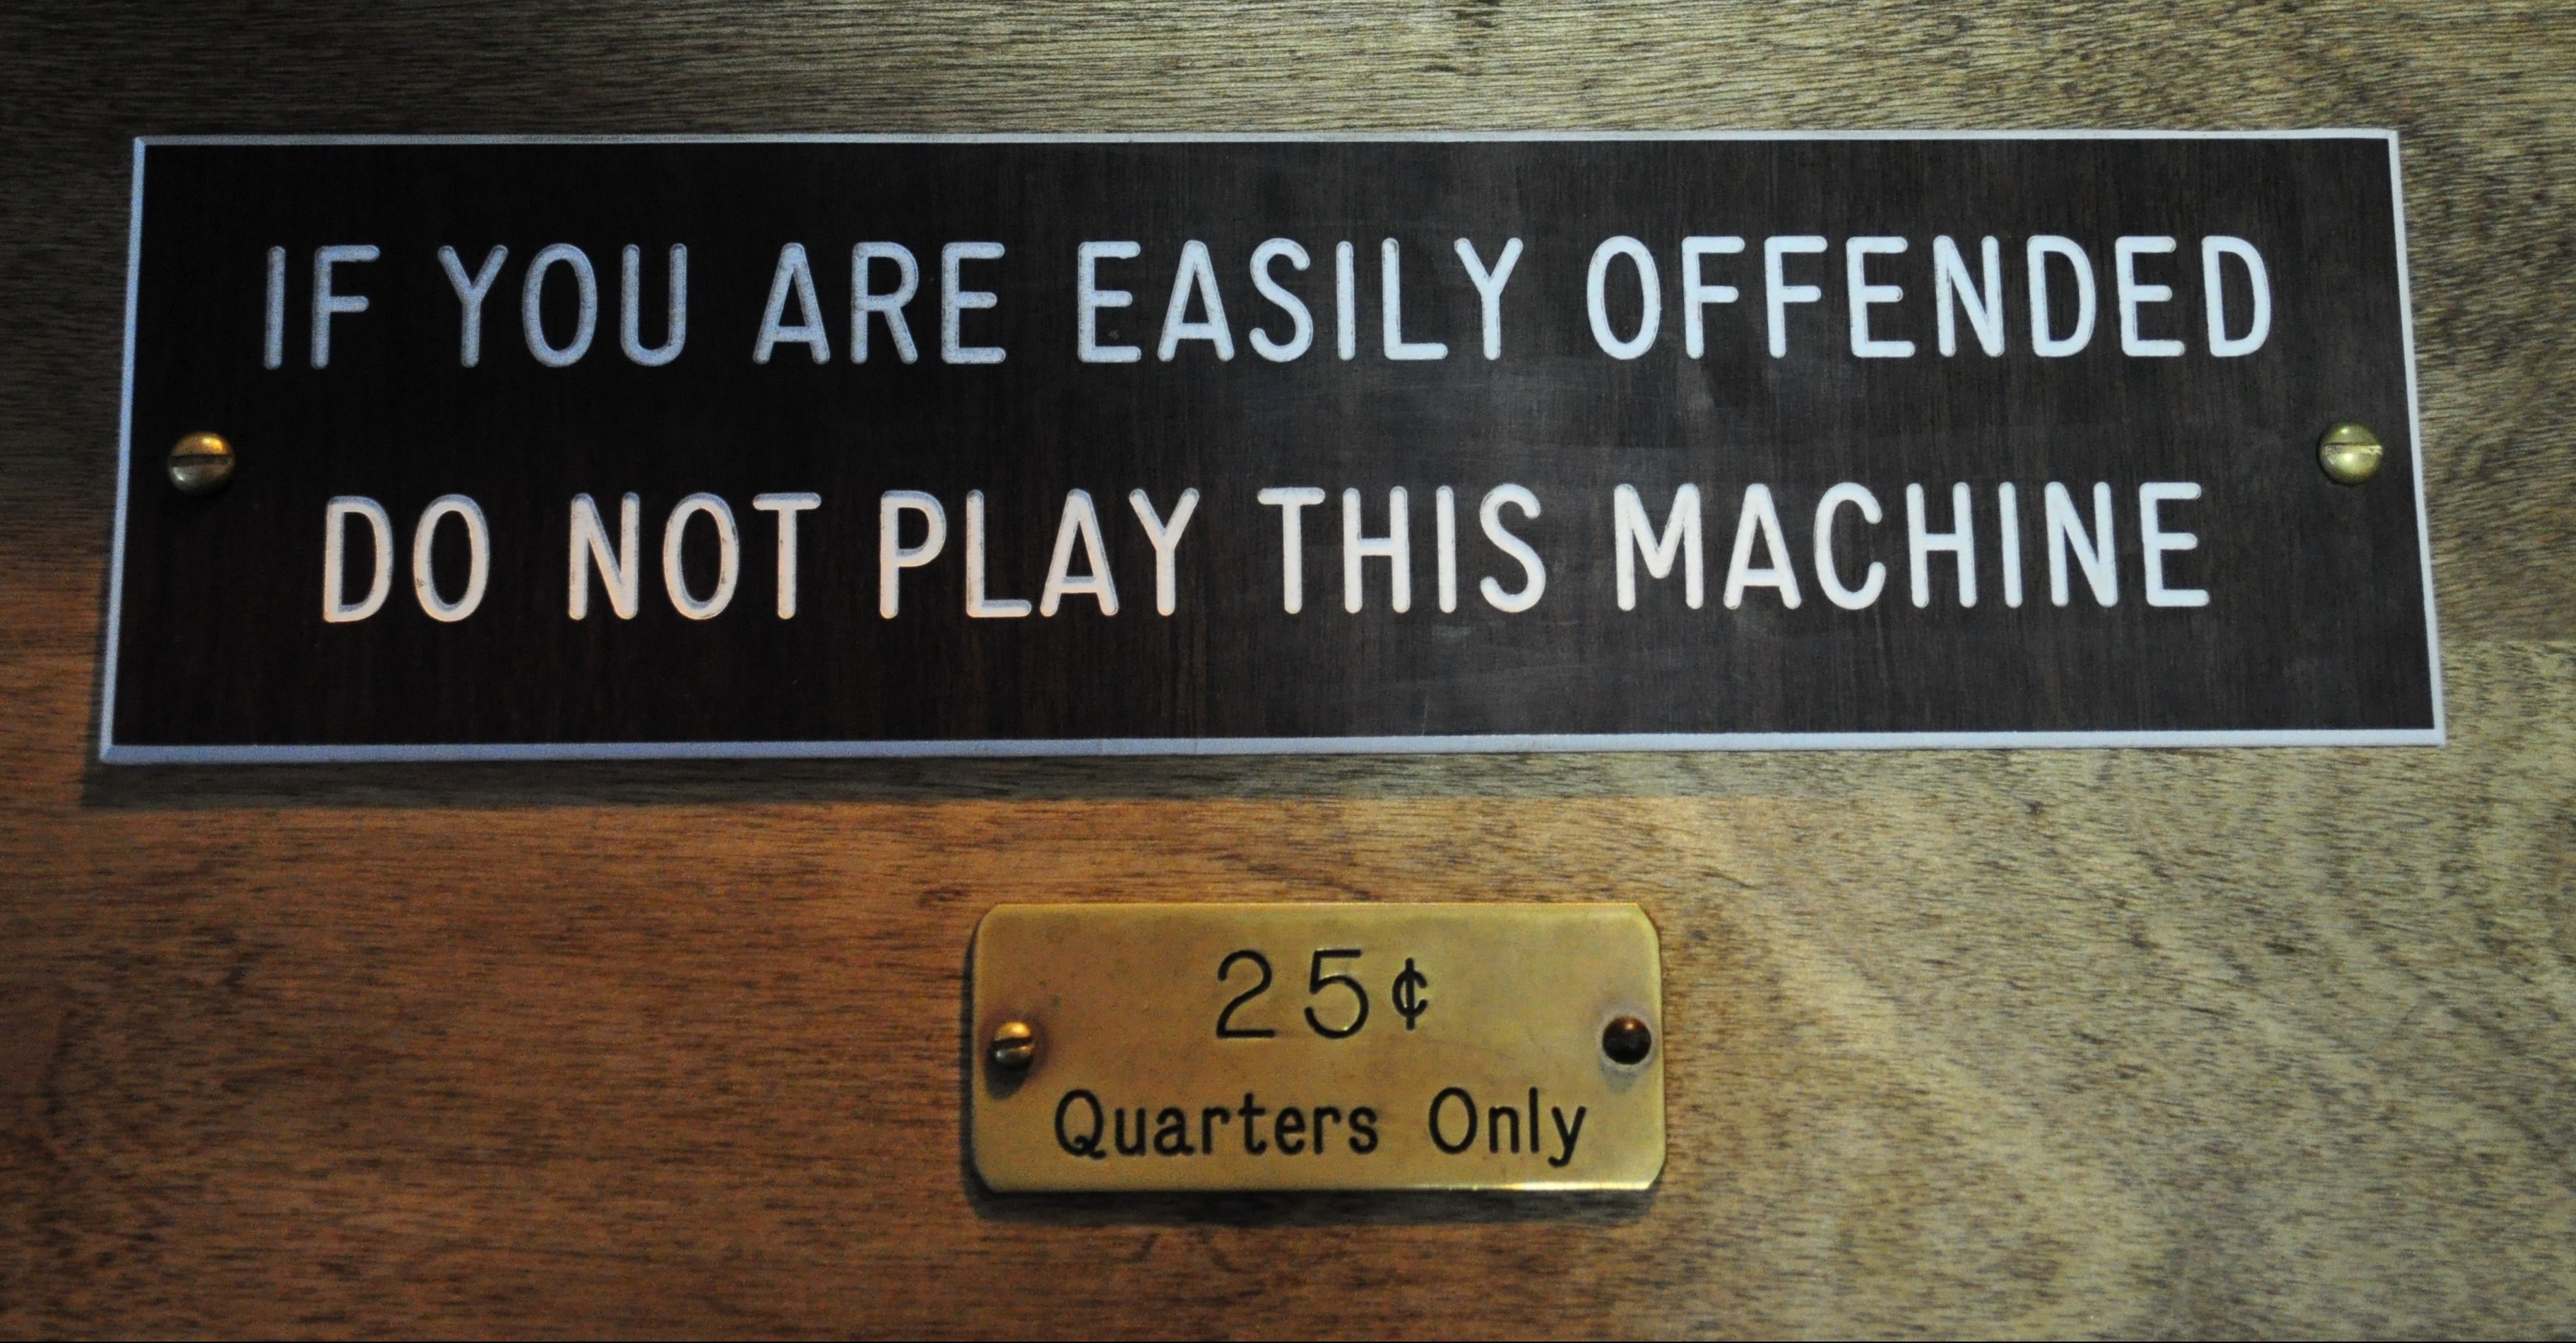 IF YOU ARE EASILY OFFENDED
DO NOT PLAY THIS MACHINE
25¢
Quarters Only